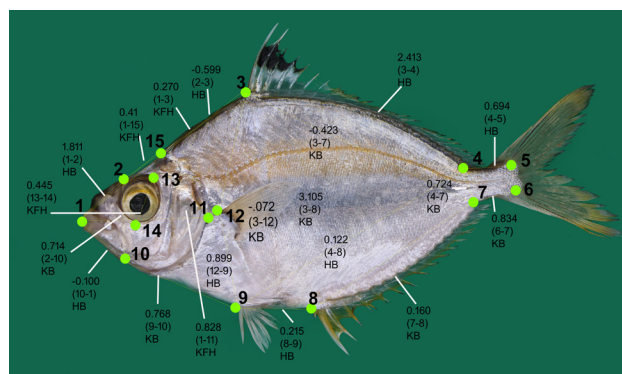 -0.599
(2-3)
HB
2.413
(3-4)
HB
0.270
(1-3)
KFH
3
0.41
(1-15)
KFH
0.694
(4-5)
HB
-0.423
(3-7)
KB
1.811
(1-2)
HB
15
2
13
4
5
0.445
(13-14)
KFH
0.724
(4-7)
KB
7
6
1
11
12
-.072
(3-12)
KB
3.105
(3-8)
KB
14
0.834
(6-7)
KB
0.714
(2-10)
KB
10
0.122
(4-8)
HB
0.899
(12-9)
HB
-0.100
(10-1)
HB
9
8
0.768
(9-10)
KB
0.828
(1-11)
KFH
0.215
(8-9)
HB
0.160
(7-8)
KB